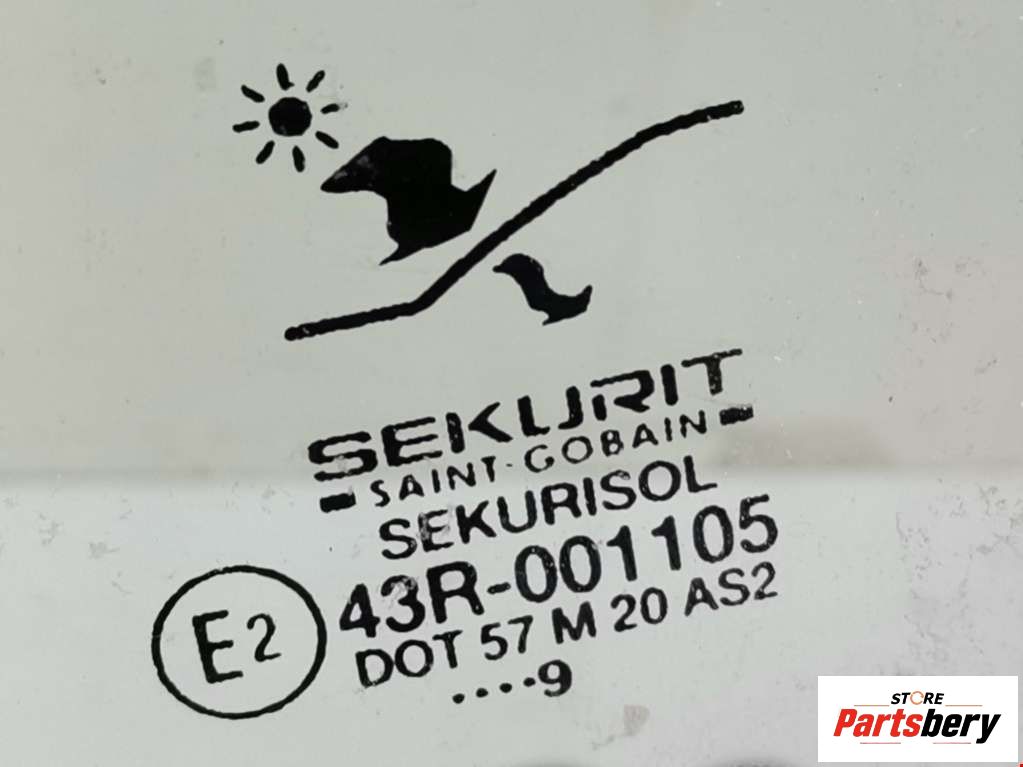 SEKURIT
SAINT-GOBAIN
SEKURISOL
E2
43R-001105
DOT 57 M 20 AS2
....9
STORE
Partsbery